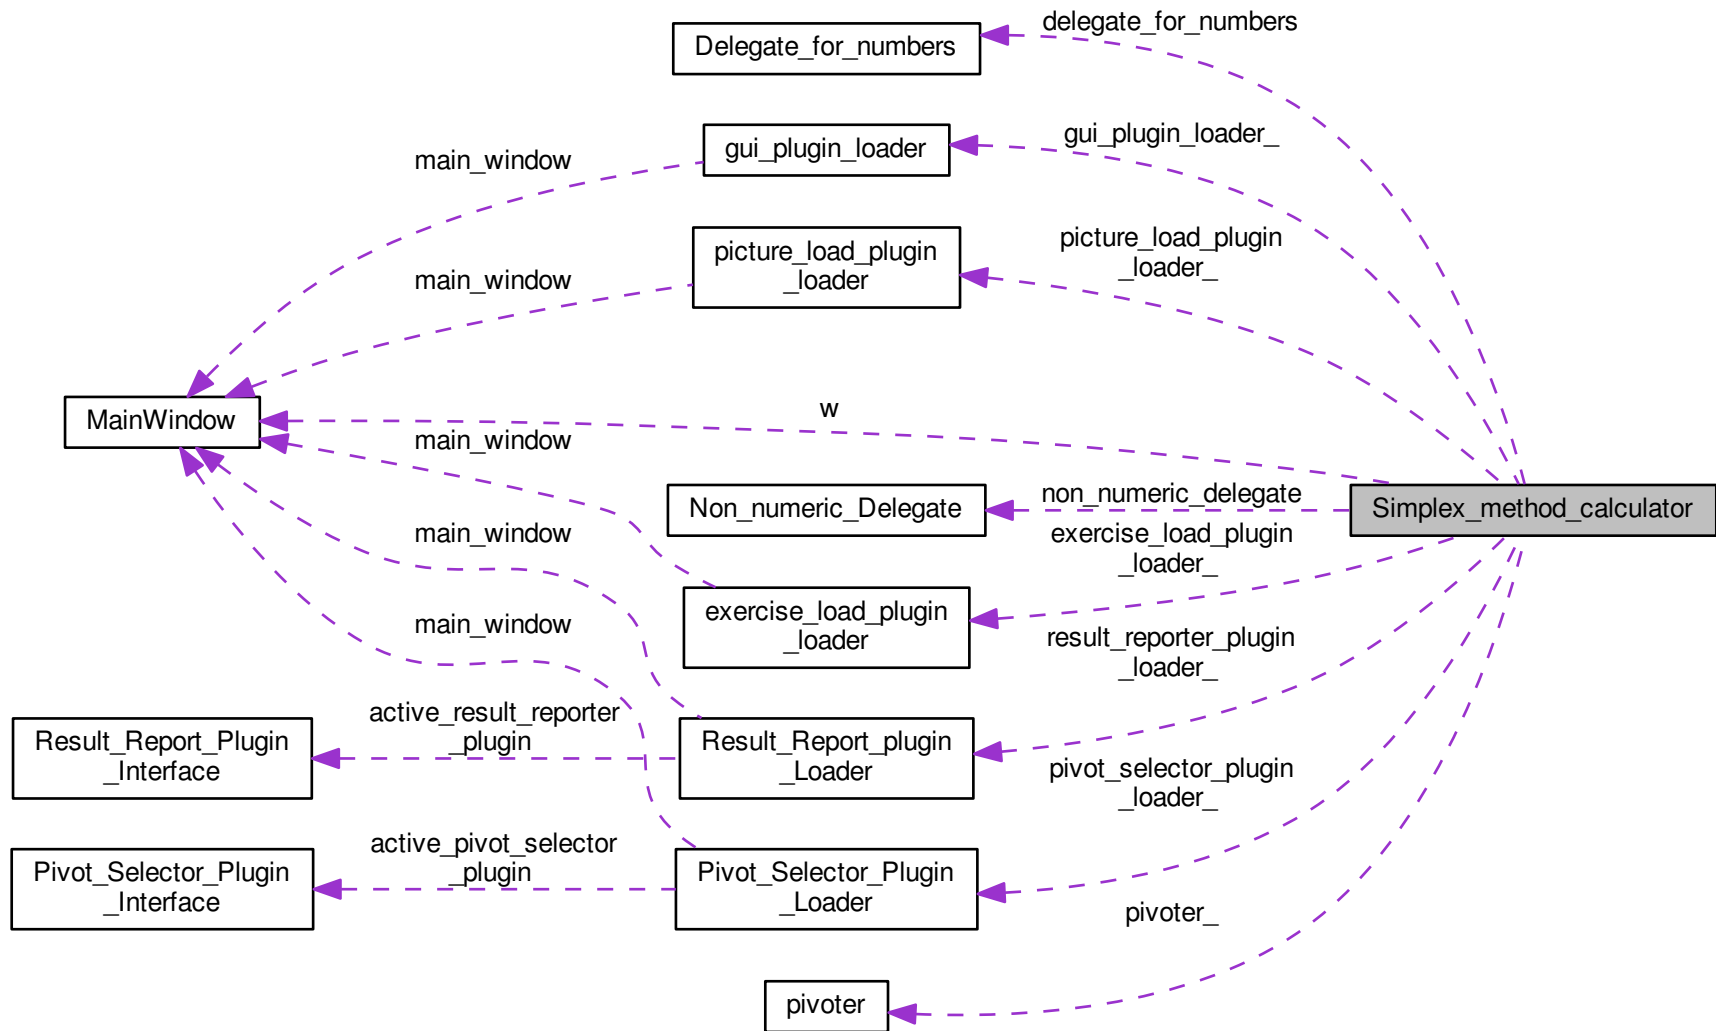 delegate_for_numbers
Delegate_for_numbers
gui_plugin_loader_
gui_plugin_loader
main_window
picture_load_plugin
_loader_
picture_load_plugin
_loader
main_window
w
MainWindow
main_window
non_numeric_delegate
Non_numeric_Delegate
Simplex_method_calculator
main_window
exercise_load_plugin
_loader_
exercise_load_plugin
_loader
main_window
result_reporter_plugin
_loader_
active_result_reporter
_plugin
Result_Report_Plugin
_Interface
Result_Report_plugin
_Loader
pivot_selector_plugin
_loader_
active_pivot_selector
_plugin
Pivot_Selector_Plugin
_Interface
Pivot_Selector_Plugin
_Loader
pivoter_
pivoter